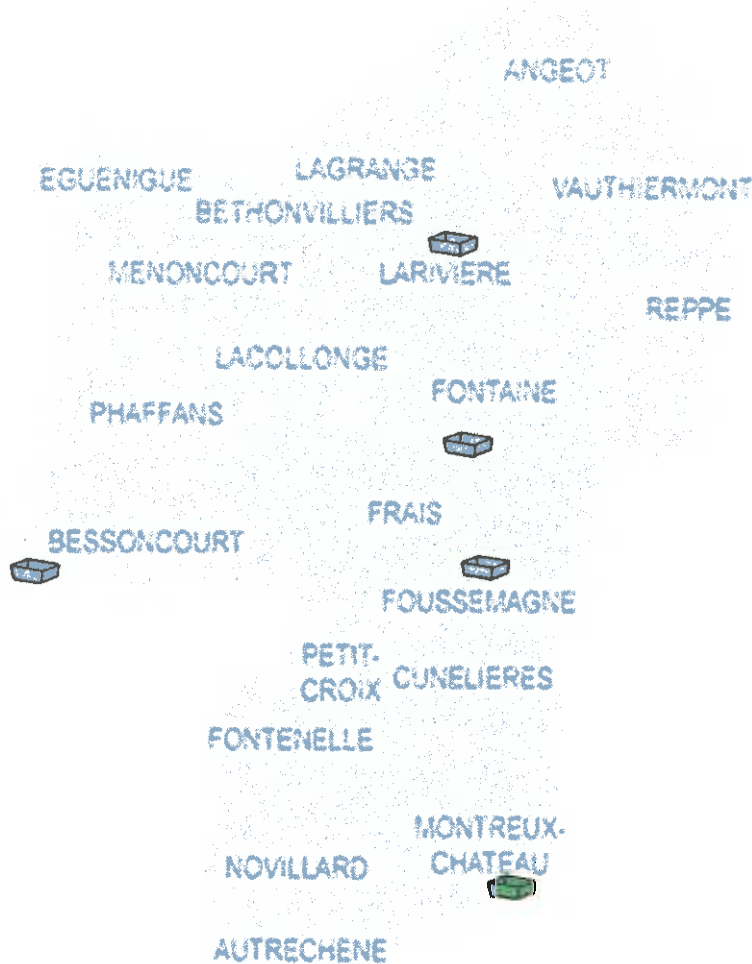 ANGEOT
LAGRANGE
EGUENIGUE
VAUTHIERMONT
BETHONVILLIERS
MENONCOURT
LARIVIERE
REPPE
LACOLLONGE
FONTAINE
PHAFFANS
FRAIS
BESSONCOURT
FOUSSEMAGNE
PETIT-
CROIX
CUNELIERES
FONTENELLE
MONTREUX-
CHATEAU
NOVILLARD
AUTRECHENE